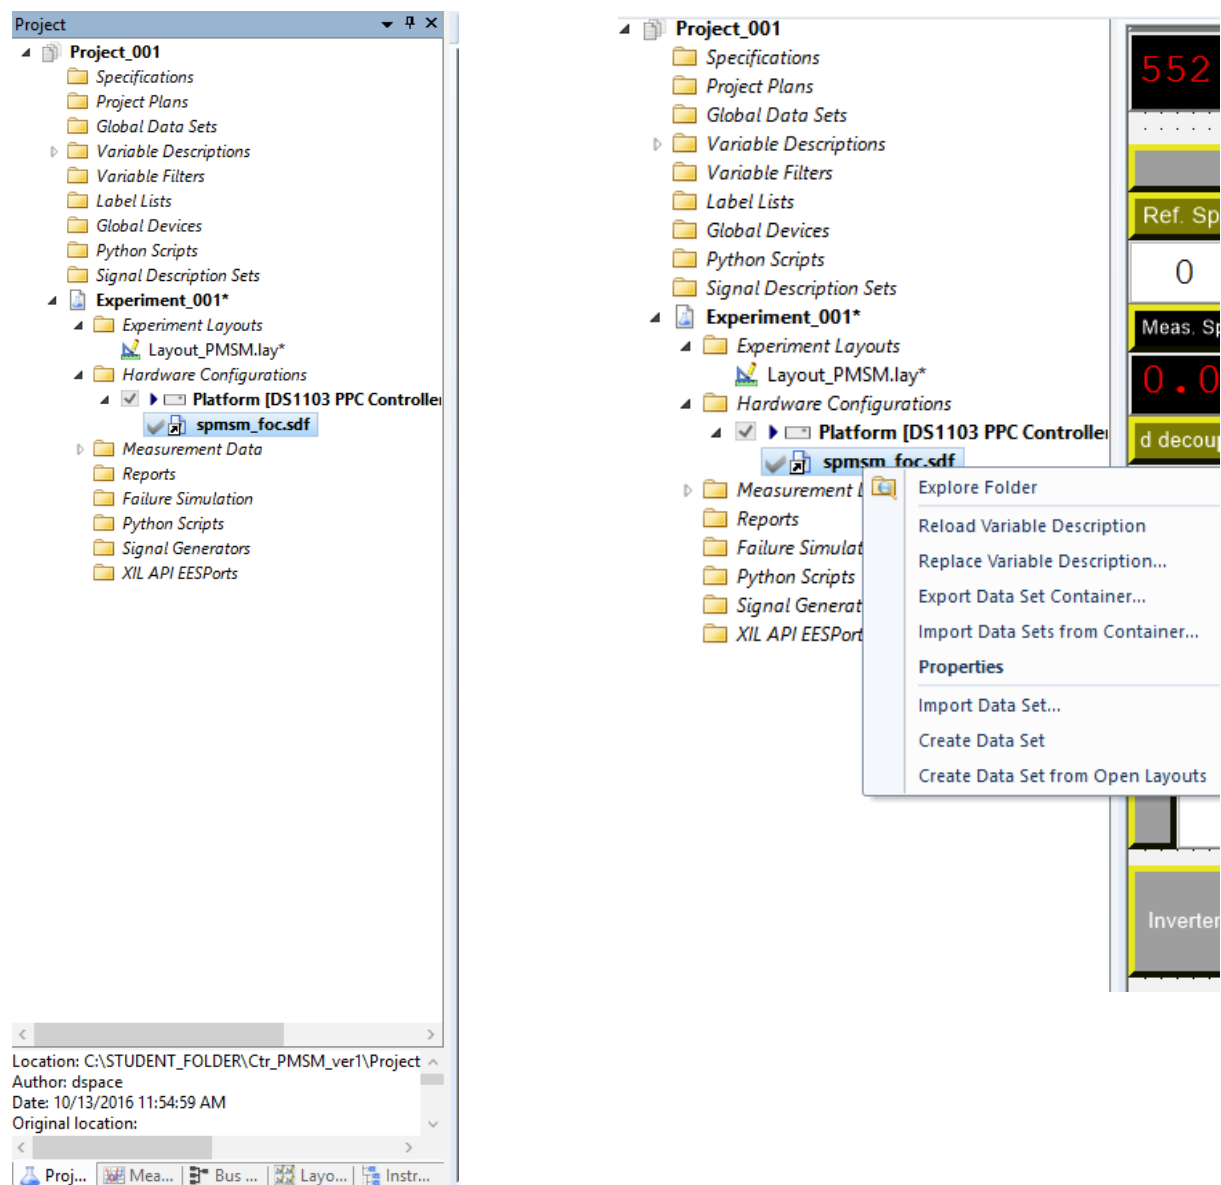 Project
Project_001
Specifications
Project Plans
Global Data Sets
Variable Descriptions
Variable Filters
Label Lists
Global Devices
Python Scripts
Signal Description Sets
Experiment_001*
Experiment Layouts
Layout_PMSM.lay*
Hardware Configurations
Platform [DS1103 PPC Controller
spmsm_foc.sdf
Measurement Data
Reports
Failure Simulation
Python Scripts
Signal Generators
XIL API EESPorts
Location: C:\STUDENT_FOLDER\Ctr_PMSM_ver1\Project
Author: dspace
Date: 10/13/2016 11:54:59 AM
Original location:
Proj... Mea... Bus ... Layo... Instr...
Project_001
Specifications
Project Plans
Global Data Sets
Variable Descriptions
Variable Filters
Label Lists
Global Devices
Python Scripts
Signal Description Sets
Experiment_001*
Experiment Layouts
Layout_PMSM.lay*
Hardware Configurations
Platform [DS1103 PPC Controller
spmsm_foc.sdf
Measurement
Reports
Failure Simulat
Python Scripts
Signal Generat
XIL API EESPort
Explore Folder
Reload Variable Description
Replace Variable Description...
Export Data Set Container...
Import Data Sets from Container...
Properties
Import Data Set...
Create Data Set
Create Data Set from Open Layouts
552
Ref. Sp
0
Meas. Sp
0.0
d decoup
Inverter